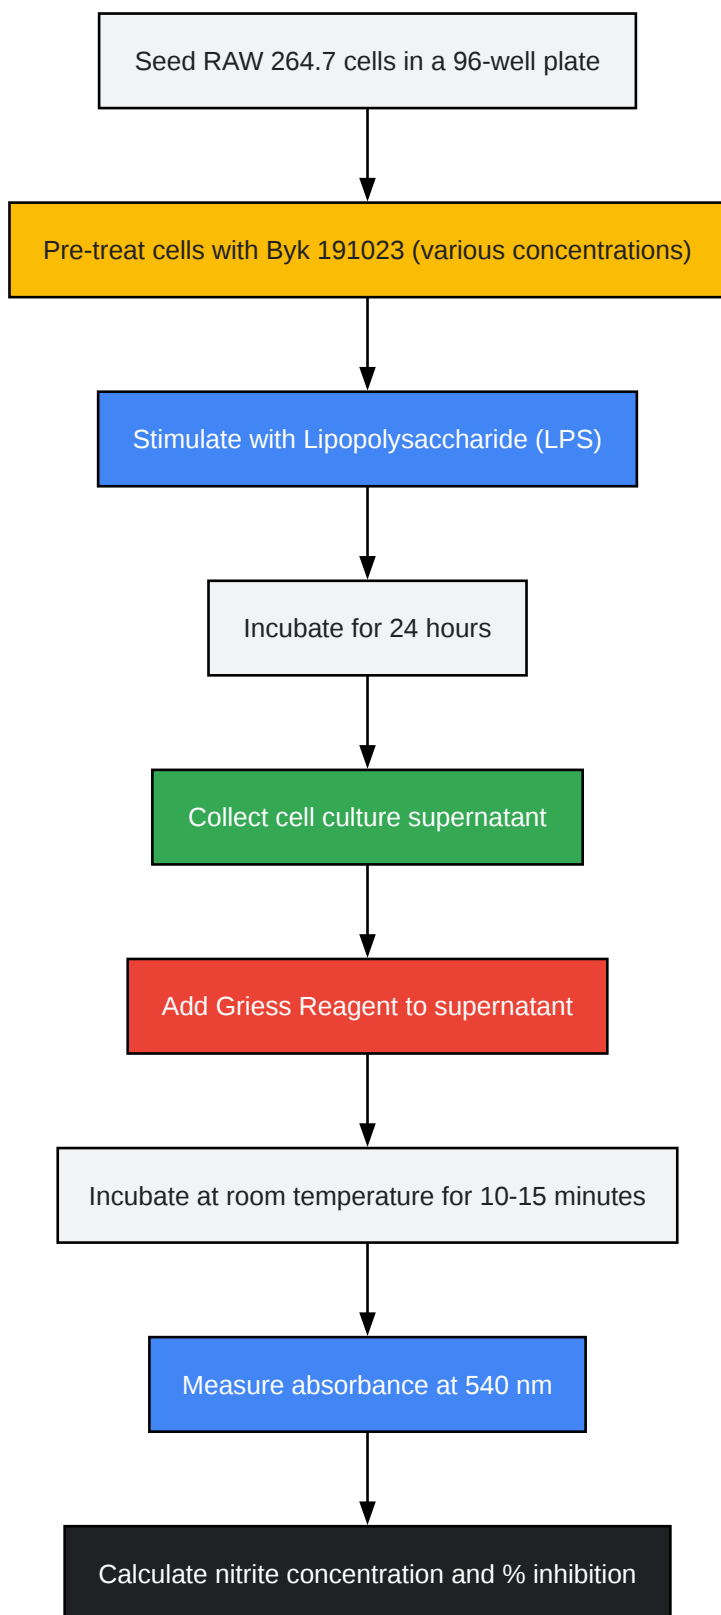 Seed RAW 264.7 cells in a 96-well plate
Pre-treat cells with Byk 191023 (various concentrations)
Stimulate with Lipopolysaccharide (LPS)
Incubate for 24 hours
Collect cell culture supernatant
Add Griess Reagent to supernatant
Incubate at room temperature for 10-15 minutes
Measure absorbance at 540 nm
Calculate nitrite concentration and % inhibition